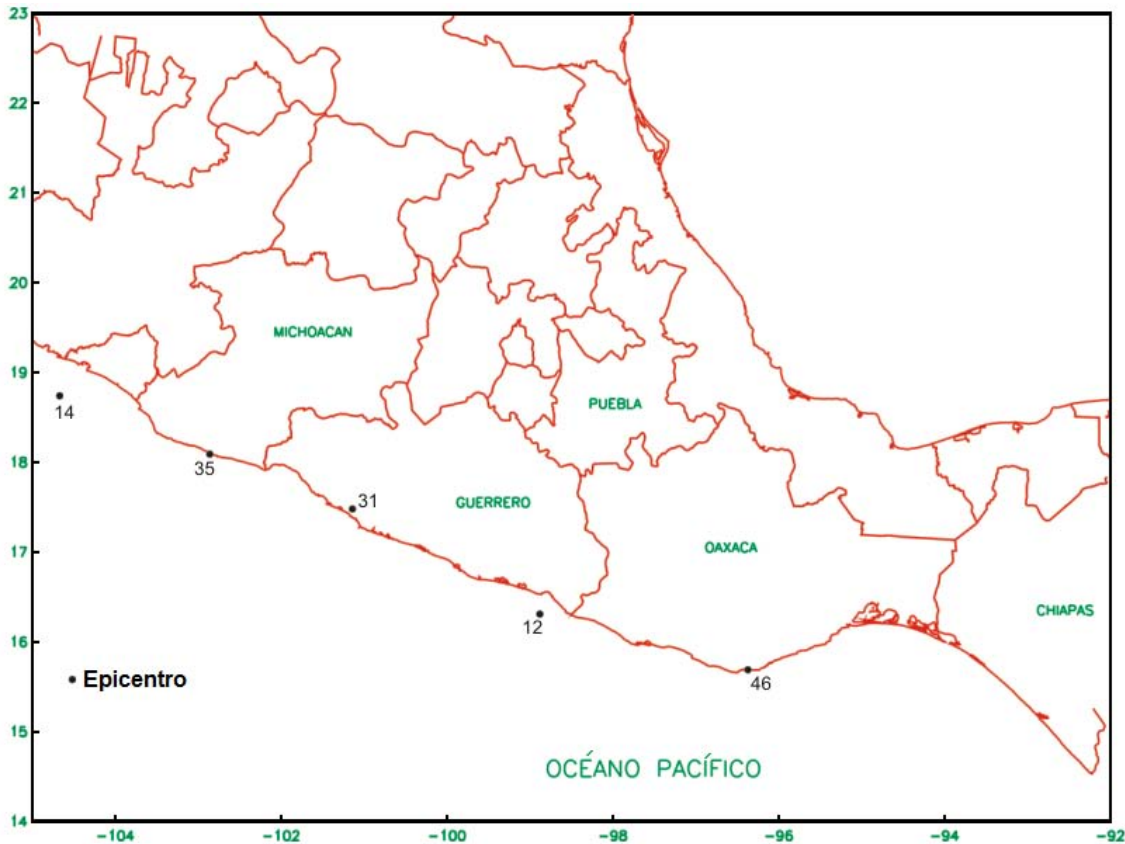 23
22
21
20
MICHOACAN
19
PUEBLA
14
18
35
31
GUERRERO
17
OAXACA
CHIAPAS
12
16
Epicentro
46
15
OCÉANO PACÍFICO
14
-104 -102 -100 -98 -96 -94 -92